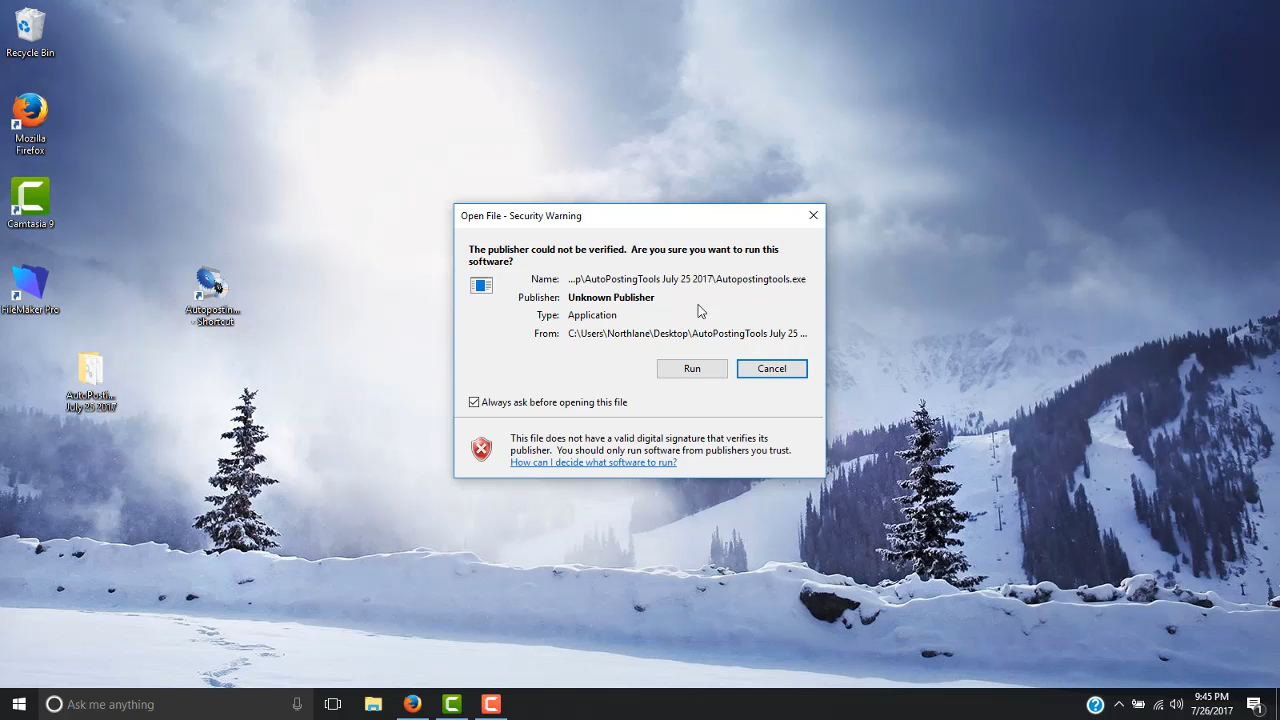 Recycle Bin
Mozilla
Firefox
Camtasia 9
FileMaker Pro
Autopostin...
- Shortcut
AutoPosti...
July 25 2017
Open File - Security Warning
The publisher could not be verified.  Are you sure you want to run this
software?
Name: ...p\AutoPostingTools July 25 2017\Autopostingtools.exe
Publisher: Unknown Publisher
Type: Application
From: C:\Users\Northlane\Desktop\AutoPostingTools July 25 ...
Run Cancel
Always ask before opening this file
This file does not have a valid digital signature that verifies its
publisher.  You should only run software from publishers you trust.
How can I decide what software to run?
Ask me anything
9:45 PM
7/26/2017
1